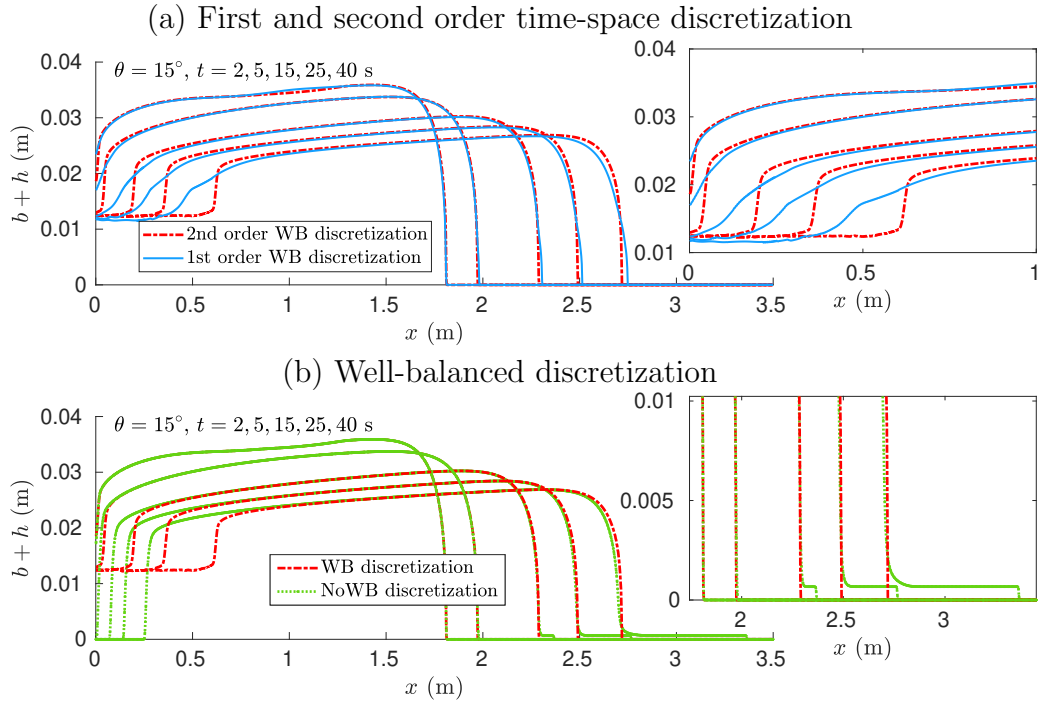 (a) First and second order time-space discretization
θ = 15°, t = 2, 5, 15, 25, 40 s
b + h (m)
0.04
0.03
0.02
0.01
0
2nd order WB discretization
1st order WB discretization
0
0.5
1
1.5
2
2.5
3
3.5
x (m)
0.04
0.03
0.02
0.01
0
0.5
1
x (m)
(b) Well-balanced discretization
θ = 15°, t = 2, 5, 15, 25, 40 s
b + h (m)
0.04
0.03
0.02
0.01
0
WB discretization
NoWB discretization
0
0.5
1
1.5
2
2.5
3
3.5
x (m)
0.01
0.005
0
2
2.5
3
x (m)